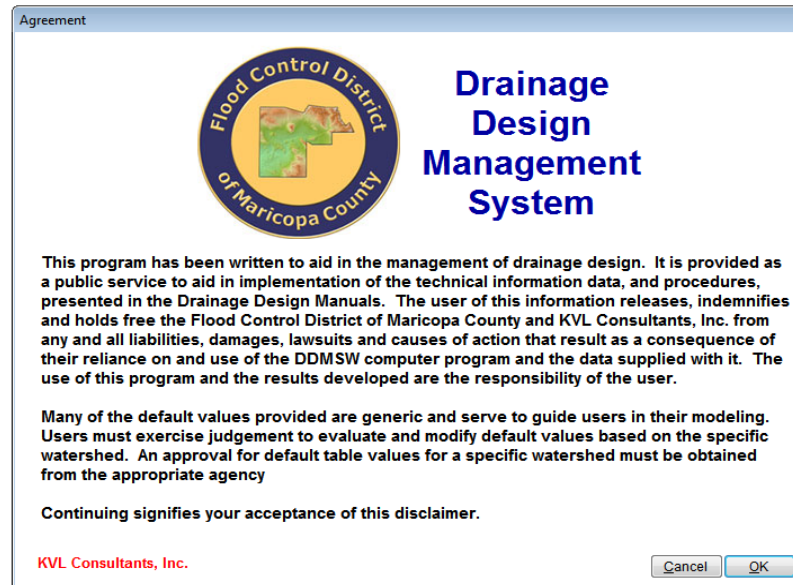 Agreement
Flood Control District
of Maricopa County
Drainage
Design
Management
System
This program has been written to aid in the management of drainage design.  It is provided as
a public service to aid in implementation of the technical information data, and procedures,
presented in the Drainage Design Manuals.  The user of this information releases, indemnifies
and holds free the Flood Control District of Maricopa County and KVL Consultants, Inc. from
any and all liabilities, damages, lawsuits and causes of action that result as a consequence of
their reliance on and use of the DDMSW computer program and the data supplied with it.  The
use of this program and the results developed are the responsibility of the user.
Many of the default values provided are generic and serve to guide users in their modeling.
Users must exercise judgement to evaluate and modify default values based on the specific
watershed.  An approval for default table values for a specific watershed must be obtained
from the appropriate agency
Continuing signifies your acceptance of this disclaimer.
KVL Consultants, Inc.
Cancel OK